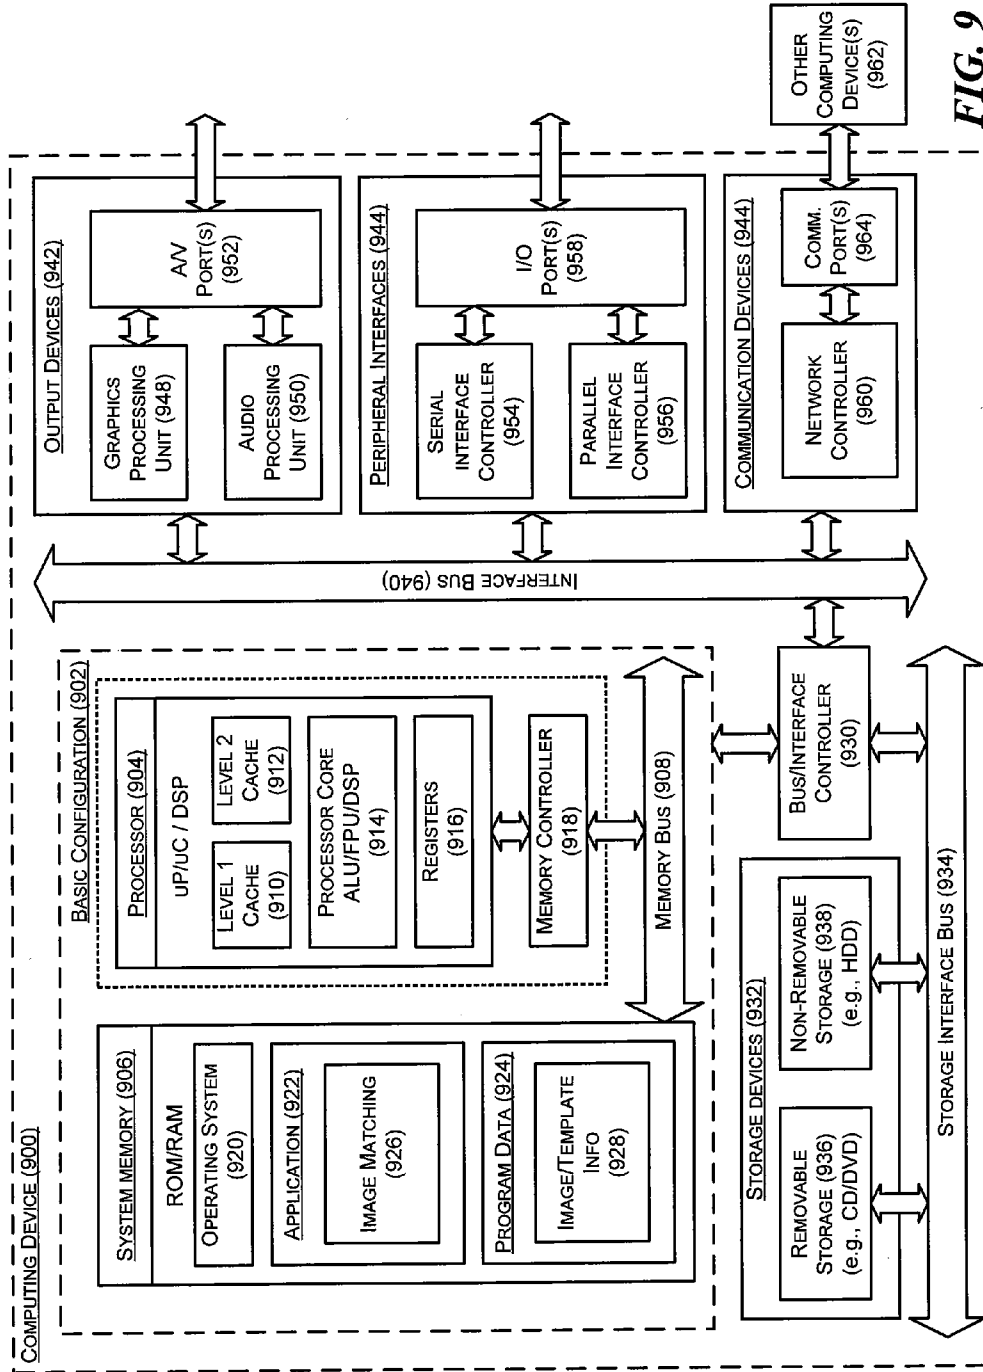 COMPUTING DEVICE (900)
BASIC CONFIGURATION (902)
SYSTEM MEMORY (906)
ROM/RAM
OPERATING SYSTEM
(920)
APPLICATION (922)
IMAGE MATCHING
(926)
PROGRAM DATA (924)
IMAGE/TEMPLATE
INFO
(928)
PROCESSOR (904)
uP/uC / DSP
LEVEL 1
CACHE
(910)
LEVEL 2
CACHE
(912)
PROCESSOR CORE
ALU/FPU/DSP
(914)
REGISTERS
(916)
MEMORY CONTROLLER
(918)
MEMORY BUS (908)
STORAGE DEVICES (932)
REMOVABLE
STORAGE (936)
(e.g., CD/DVD)
NON-REMOVABLE
STORAGE (938)
(e.g., HDD)
BUS/INTERFACE
CONTROLLER
(930)
STORAGE INTERFACE BUS (934)
INTERFACE BUS (940)
OUTPUT DEVICES (942)
GRAPHICS
PROCESSING
UNIT (948)
AUDIO
PROCESSING
UNIT (950)
A/V
PORT(S)
(952)
PERIPHERAL INTERFACES (944)
SERIAL
INTERFACE
CONTROLLER
(954)
PARALLEL
INTERFACE
CONTROLLER
(956)
I/O
PORT(S)
(958)
COMMUNICATION DEVICES (944)
NETWORK
CONTROLLER
(960)
COMM.
PORT(S)
(964)
OTHER
COMPUTING
DEVICE(S)
(962)
FIG. 9